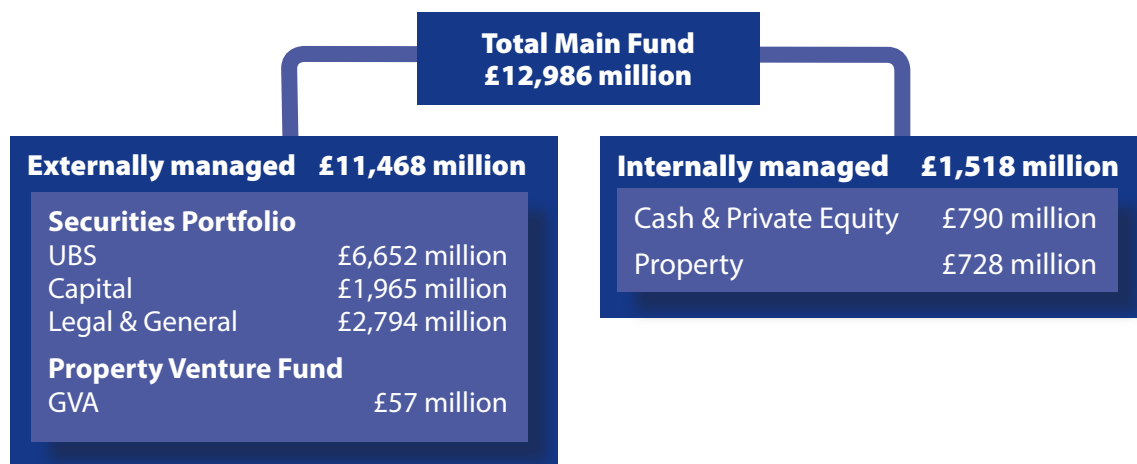 Total Main Fund
£12,986 million
Externally managed £11,468 million
Securities Portfolio
UBS £6,652 million
Capital £1,965 million
Legal & General £2,794 million
Property Venture Fund
GVA £57 million
Internally managed £1,518 million
Cash & Private Equity £790 million
Property £728 million